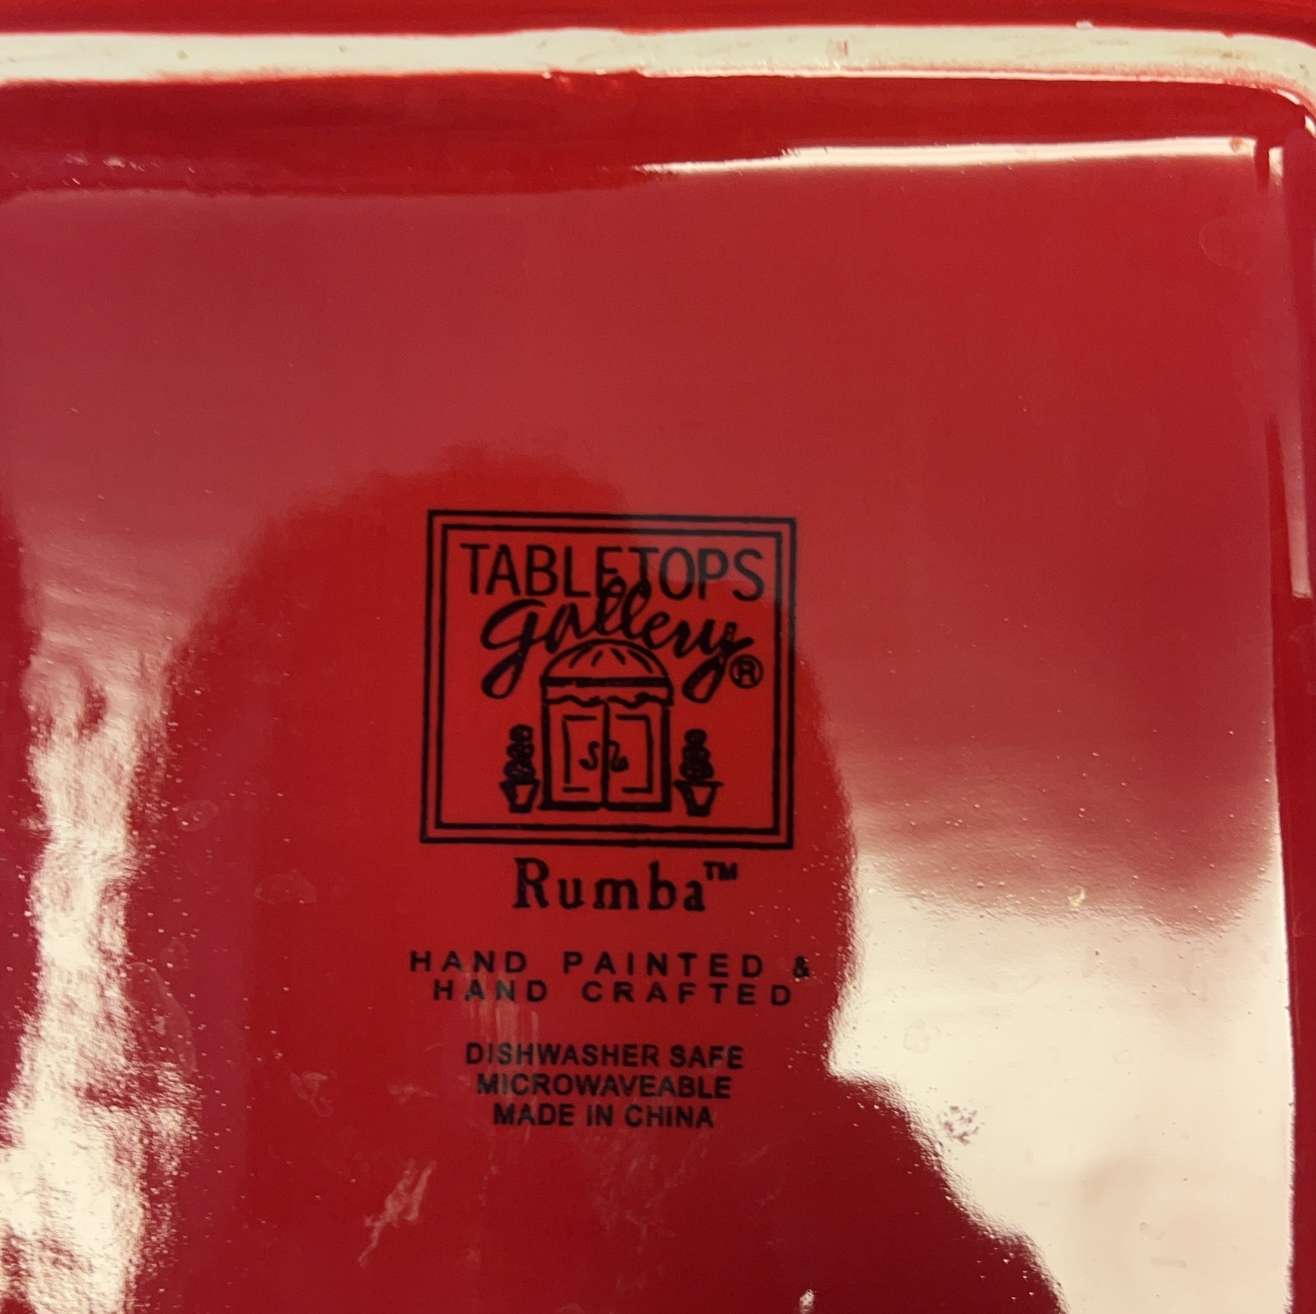 TABLETOPS
gallery®
Rumba™
HAND PAINTED &
HAND CRAFTED
DISHWASHER SAFE
MICROWAVEABLE
MADE IN CHINA